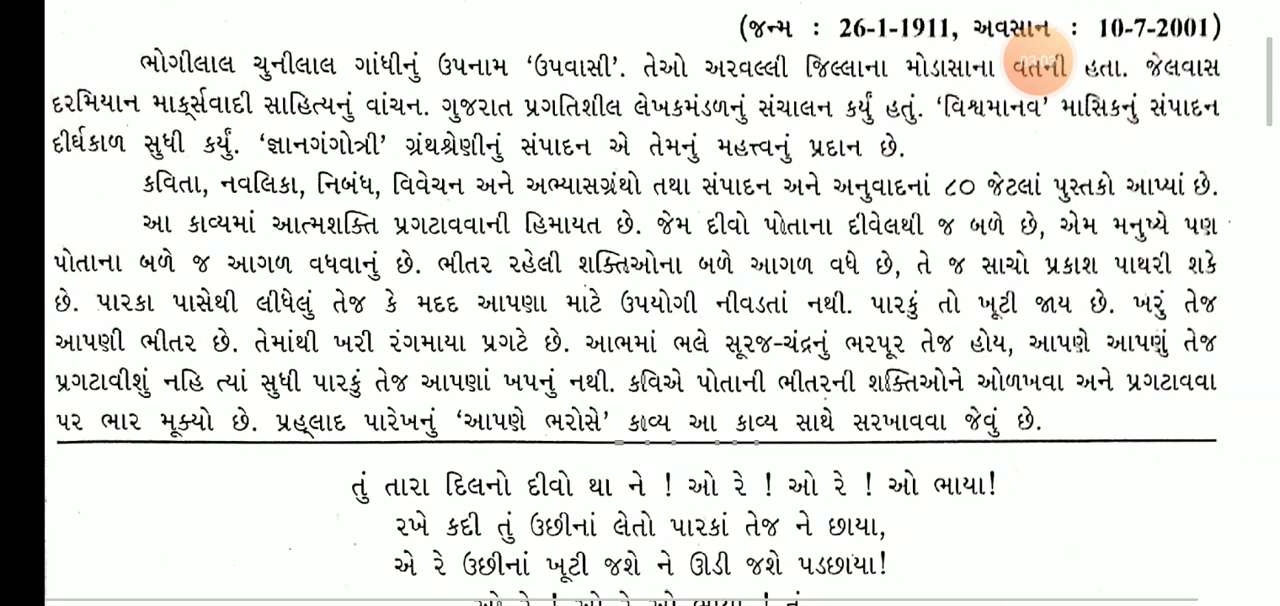 (જન્મ : 26-1-1911, અવસાન : 10-7-2001)
ભોગીલાલ ચુનીલાલ ગાંધીનું ઉપનામ ‘ઉપવાસી’. તેઓ અરવલ્લી જિલ્લાના મોડાસાના વતની હતા. જેલવાસ
દરમિયાન માર્ક્સવાદી સાહિત્યનું વાંચન. ગુજરાત પ્રગતિશીલ લેખકમંડળનું સંચાલન કર્યું હતું. ‘વિશ્વમાનવ’ માસિકનું સંપાદન
દીર્ઘકાળ સુધી કર્યું. ‘જ્ઞાનગંગોત્રી’ ગ્રંથશ્રેણીનું સંપાદન એ તેમનું મહત્ત્વનું પ્રદાન છે.
કવિતા, નવલિકા, નિબંધ, વિવેચન અને અભ્યાસગ્રંથો તથા સંપાદન અને અનુવાદનાં ૮૦ જેટલાં પુસ્તકો આપ્યાં છે.
આ કાવ્યમાં આત્મશક્તિ પ્રગટાવવાની હિમાયત છે. જેમ દીવો પોતાના દીવેલથી જ બળે છે, એમ મનુષ્યે પણ
પોતાના બળે જ આગળ વધવાનું છે. ભીતર રહેલી શક્તિઓના બળે આગળ વધે છે, તે જ સાચો પ્રકાશ પાથરી શકે
છે. પારકા પાસેથી લીધેલું તેજ કે મદદ આપણા માટે ઉપયોગી નીવડતાં નથી. પારકું તો ખૂટી જાય છે. ખરું તેજ
આપણી ભીતર છે. તેમાંથી ખરી રંગમાયા પ્રગટે છે. આભમાં ભલે સૂરજ-ચંદ્રનું ભરપૂર તેજ હોય, આપણે આપણું તેજ
પ્રગટાવીશું નહિ ત્યાં સુધી પારકું તેજ આપણાં ખપનું નથી. કવિએ પોતાની ભીતરની શક્તિઓને ઓળખવા અને પ્રગટાવવા
પર ભાર મૂક્યો છે. પ્રહ્લાદ પારેખનું ‘આપણે ભરોસે’ કાવ્ય આ કાવ્ય સાથે સરખાવવા જેવું છે.
તું તારા દિલનો દીવો થા ને ! ઓ રે ! ઓ રે ! ઓ ભાયા!
રખે કદી તું ઉછીનાં લેતો પારકાં તેજ ને છાયા,
એ રે ઉછીનાં ખૂટી જશે ને ઊડી જશે પડછાયા!